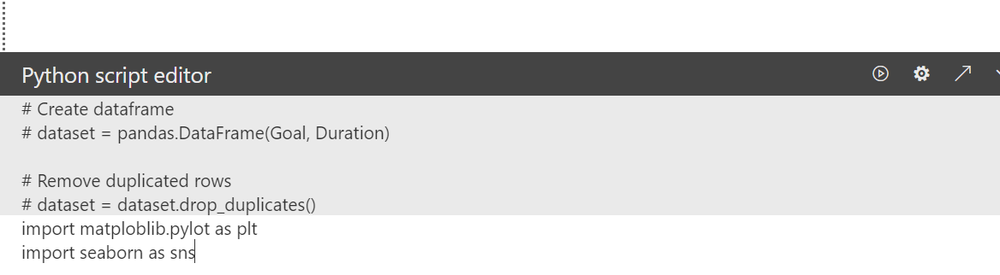 Python script editor
# Create dataframe
# dataset = pandas.DataFrame(Goal, Duration)
# Remove duplicated rows
# dataset = dataset.drop_duplicates()
import matploblib.pylot as plt
import seaborn as sns